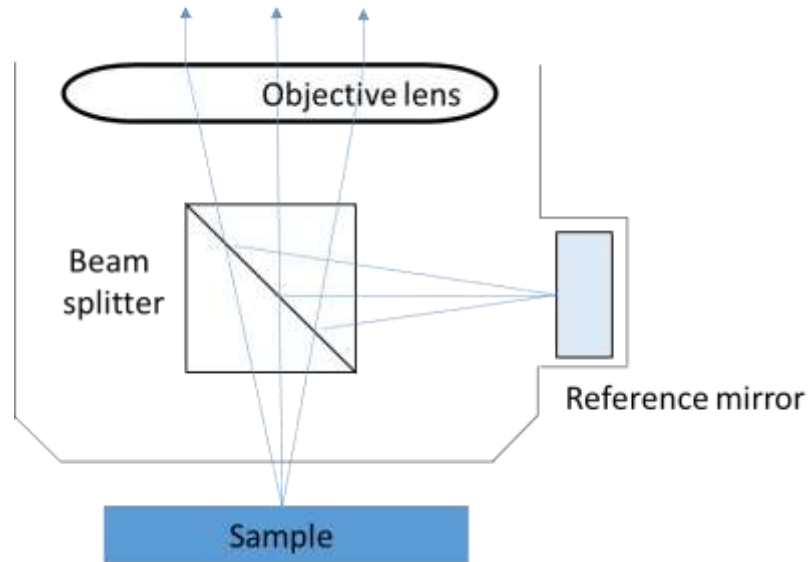 Objective lens
Beam
splitter
Reference mirror
Sample